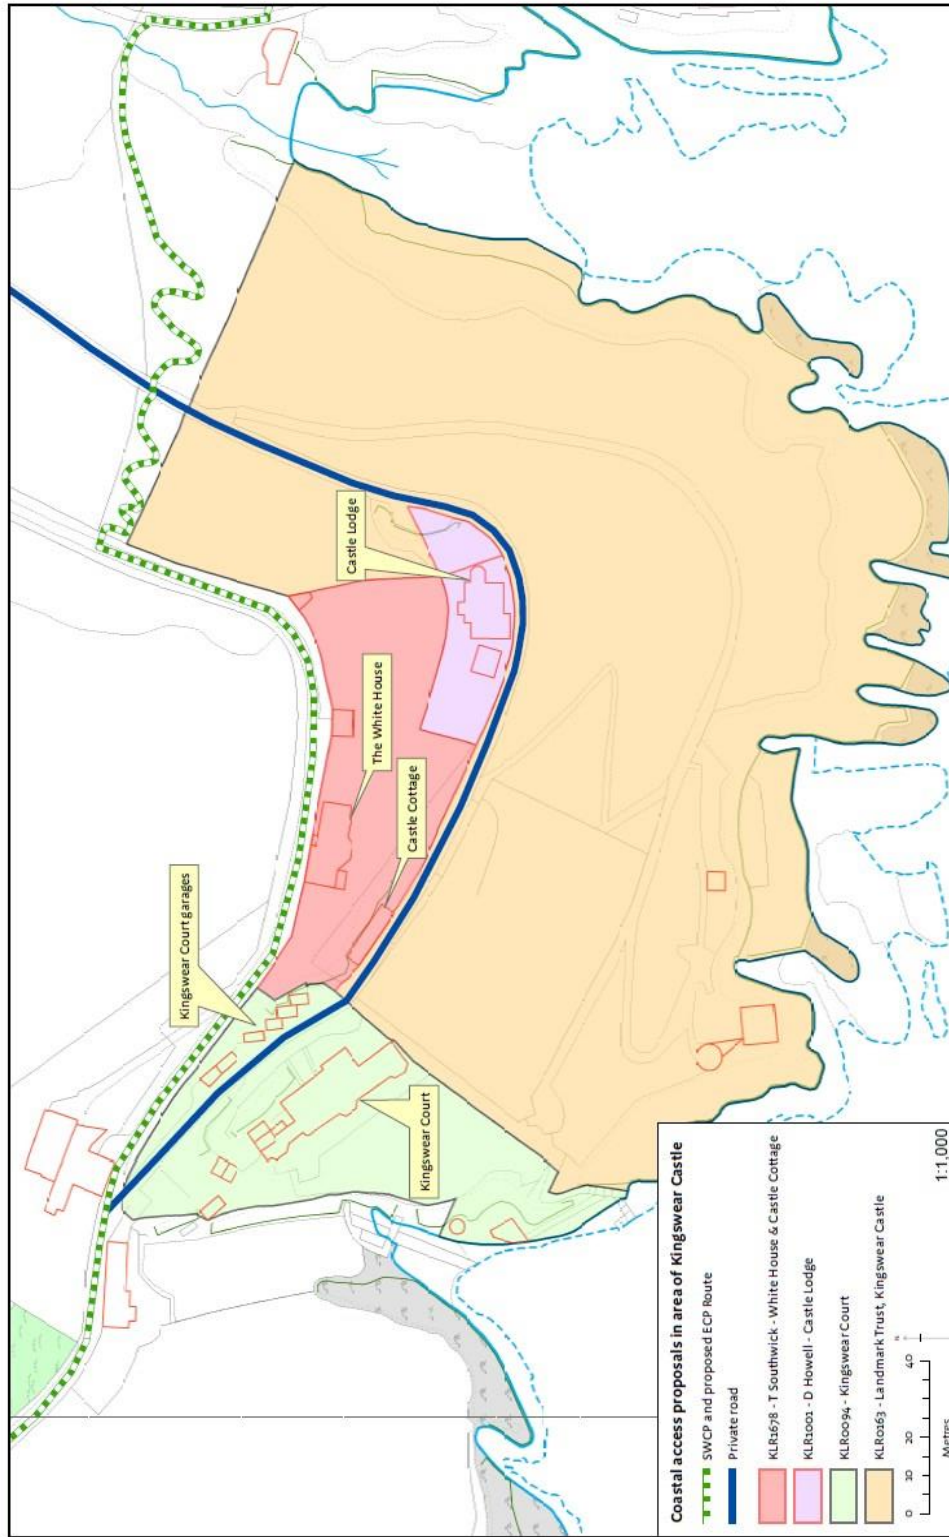 Kingswear Court garages
The White House
Castle Lodge
Castle Cottage
Kingswear Court
Coastal access proposals in area of Kingswear Castle
SWCP and proposed ECP Route
Private road
KLR1678 - T Southwick - White House & Castle Cottage
KLR1001 - D Howell - Castle Lodge
KLR0094 - Kingswear Court
KLR0163 - Landmark Trust, Kingswear Castle
0 10 20 40
Metres
N
1:1,000